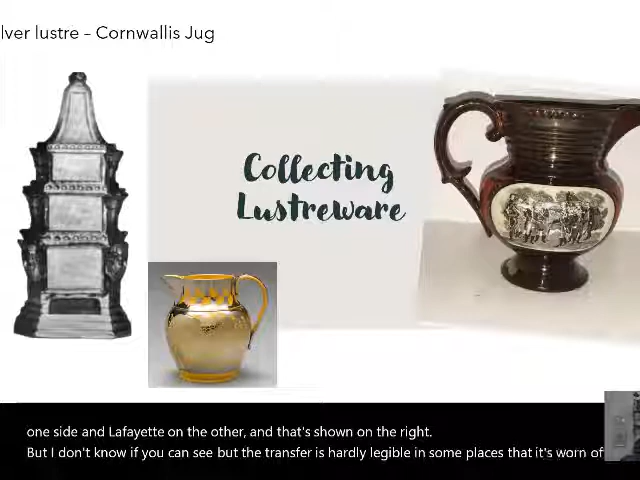 lver lustre – Cornwallis Jug
Collecting
Lustreware
one side and Lafayette on the other, and that's shown on the right.
But I don't know if you can see but the transfer is hardly legible in some places that it's worn of